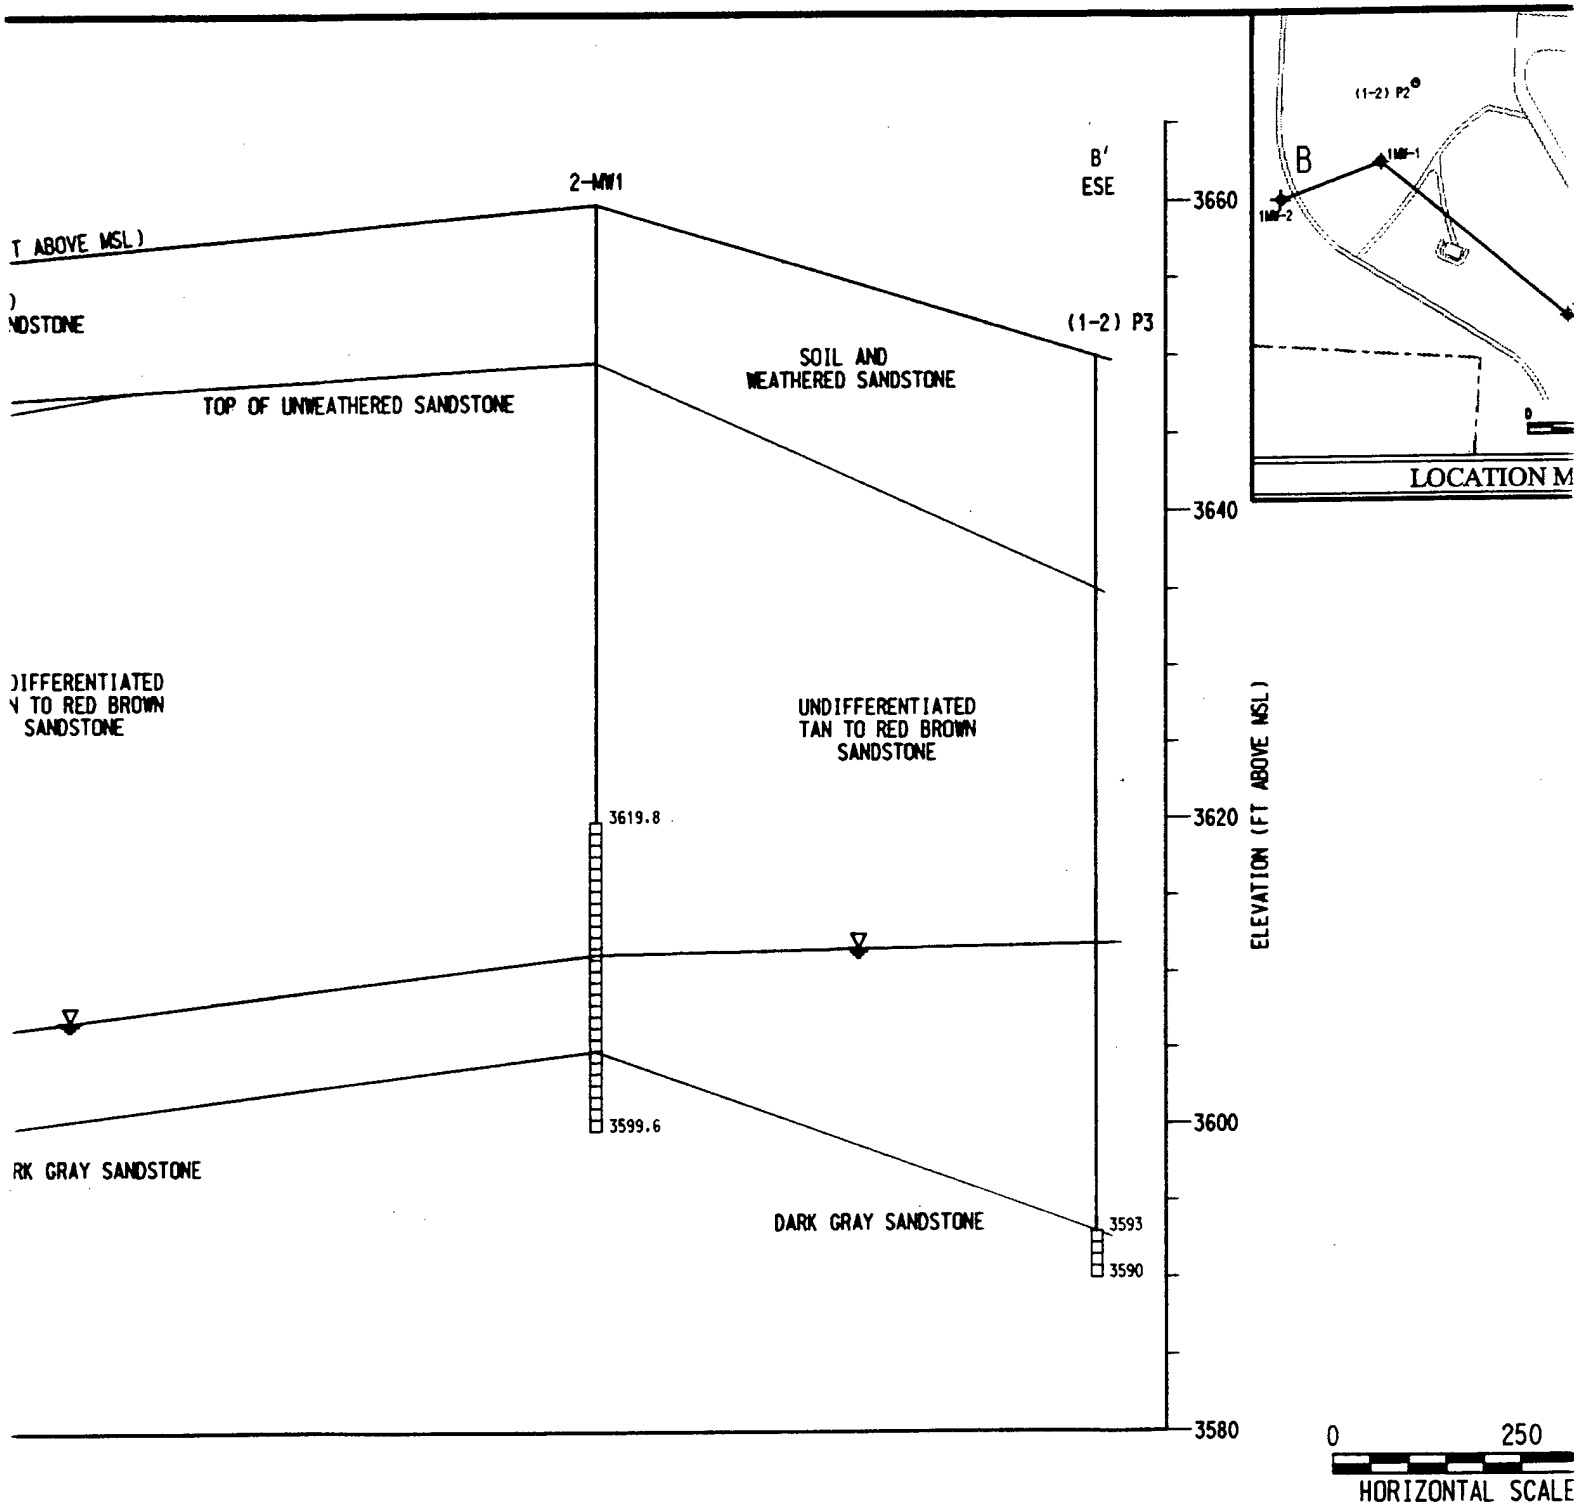 2-MW1
B'
ESE
T ABOVE MSL)
)
NDSTONE
(1-2) P3
SOIL AND
WEATHERED SANDSTONE
TOP OF UNWEATHERED SANDSTONE
DIFFERENTIATED
N TO RED BROWN
SANDSTONE
UNDIFFERENTIATED
TAN TO RED BROWN
SANDSTONE
3619.8
3599.6
RK GRAY SANDSTONE
DARK GRAY SANDSTONE
3593
3590
3660
3640
3620
3600
3580
ELEVATION (FT ABOVE MSL)
(1-2) P2
B
1MW-1
1MW-2
0
LOCATION M
0 250
HORIZONTAL SCALE